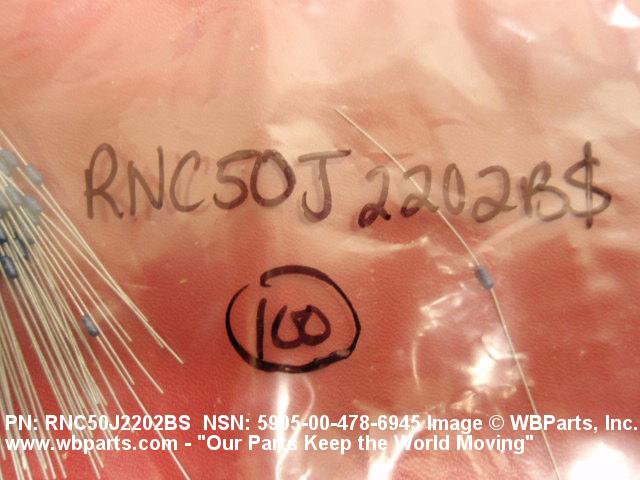 RNC50J2202B$
100
PN: RNC50J2202BS NSN: 5905-00-478-6945 Image © WBParts, Inc.
www.wbparts.com - "Our Parts Keep the World Moving"